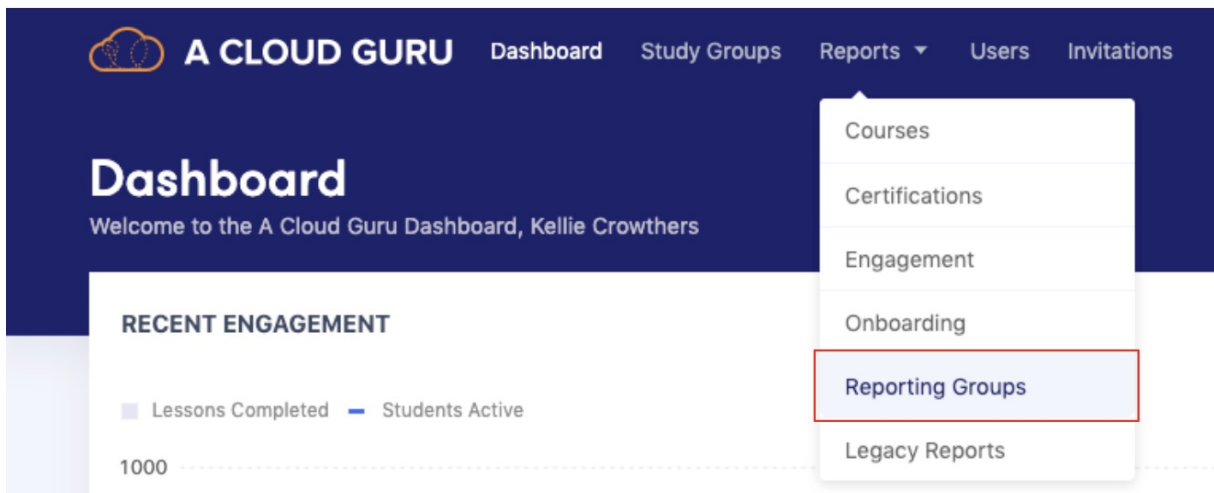 A CLOUD GURU Dashboard Study Groups Reports Users Invitations
Courses
Certifications
Engagement
Onboarding
Reporting Groups
Legacy Reports
Dashboard
Welcome to the A Cloud Guru Dashboard, Kellie Crowthers
RECENT ENGAGEMENT
Lessons Completed Students Active
1000